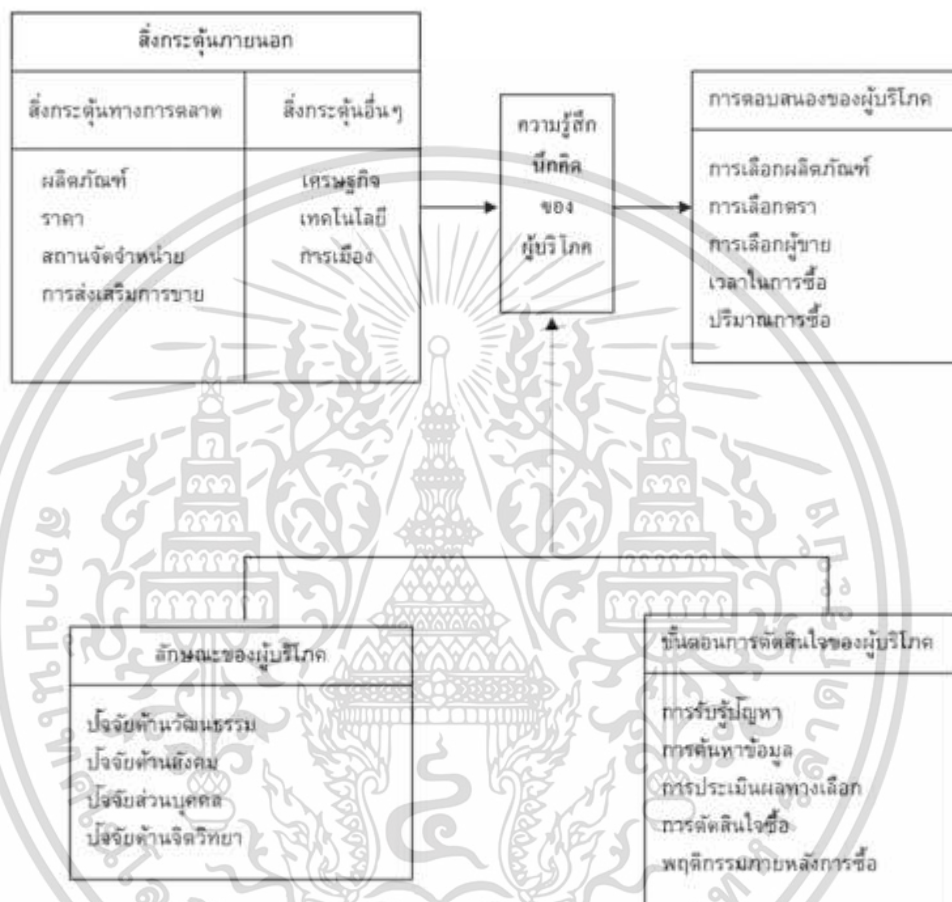 สิ่งกระตุ้นภายนอก
สิ่งกระตุ้นทางการตลาด
ผลิตภัณฑ์
ราคา
สถานจัดจำหน่าย
การส่งเสริมการขาย
สิ่งกระตุ้นอื่นๆ
เศรษฐกิจ
เทคโนโลยี
การเมือง
ความรู้สึก
นึกคิด
ของ
ผู้บริโภค
การตอบสนองของผู้บริโภค
การเลือกผลิตภัณฑ์
การเลือกตรา
การเลือกผู้ขาย
เวลาในการซื้อ
ปริมาณการซื้อ
ลักษณะของผู้บริโภค
ปัจจัยด้านวัฒนธรรม
ปัจจัยด้านสังคม
ปัจจัยส่วนบุคคล
ปัจจัยด้านจิตวิทยา
ขั้นตอนการตัดสินใจของผู้บริโภค
การรับรู้ปัญหา
การค้นหาข้อมูล
การประเมินผลทางเลือก
การตัดสินใจซื้อ
พฤติกรรมภายหลังการซื้อ